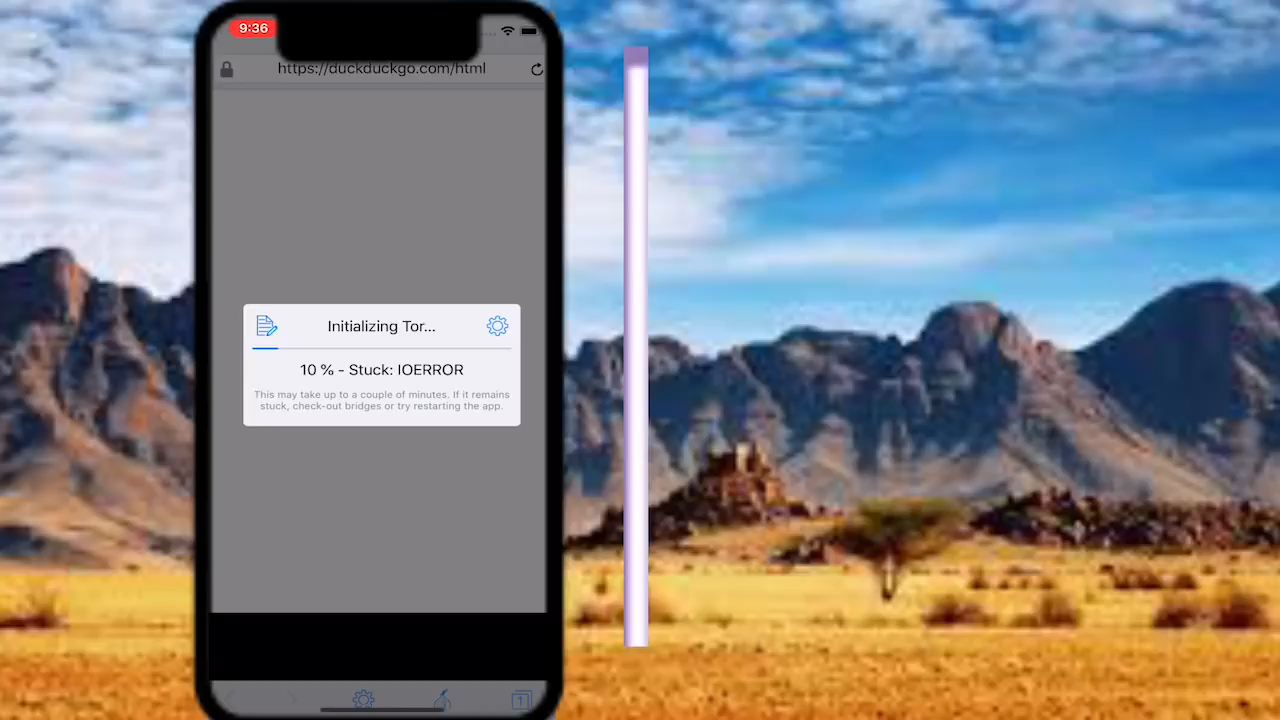 9:36
https://duckduckgo.com/html
Initializing Tor...
10 % - Stuck: IOERROR
This may take up to a couple of minutes. If it remains
stuck, check-out bridges or try restarting the app.
1